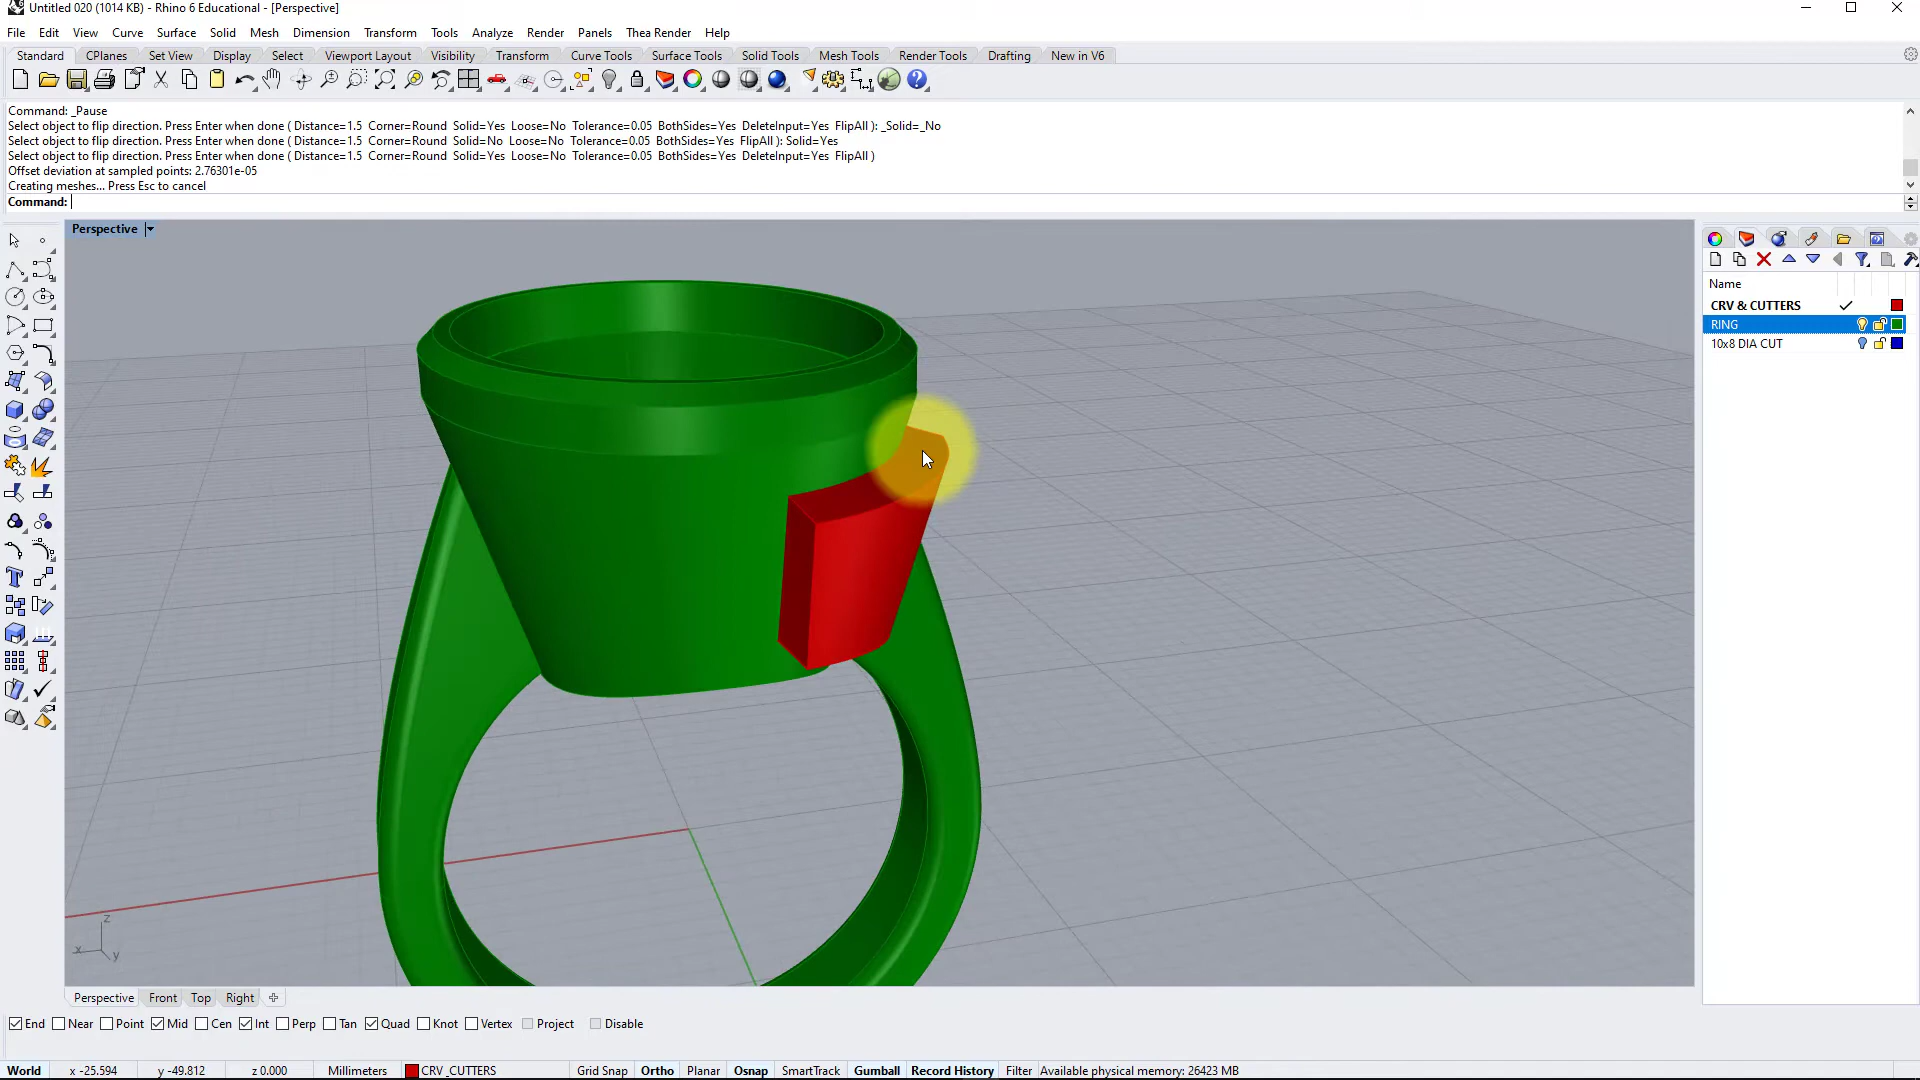 Untitled 020 (1014 KB) - Rhino 6 Educational - [Perspective]
File Edit View Curve Surface Solid Mesh Dimension Transform Tools Analyze Render Panels Thea Render Help
Standard CPlanes Set View Display Select Viewport Layout Visibility Transform Curve Tools Surface Tools Solid Tools Mesh Tools Render Tools Drafting New in V6
Command: _Pause
Select object to flip direction. Press Enter when done ( Distance=1.5 Corner=Round Solid=Yes Loose=No Tolerance=0.05 BothSides=Yes DeleteInput=Yes FlipAll ): _Solid=_No
Select object to flip direction. Press Enter when done ( Distance=1.5 Corner=Round Solid=No Loose=No Tolerance=0.05 BothSides=Yes FlipAll ): Solid=Yes
Select object to flip direction. Press Enter when done ( Distance=1.5 Corner=Round Solid=Yes Loose=No Tolerance=0.05 BothSides=Yes DeleteInput=Yes FlipAll )
Offset deviation at sampled points: 2.76301e-05
Creating meshes... Press Esc to cancel
Command:
Perspective
Name
CRV & CUTTERS
RING
10x8 DIA CUT
z
x
y
Perspective Front Top Right
End Near Point Mid Cen Int Perp Tan Quad Knot Vertex Project Disable
World x -25.594 y -49.812 z 0.000 Millimeters CRV _CUTTERS Grid Snap Ortho Planar Osnap SmartTrack Gumball Record History Filter Available physical memory: 26423 MB